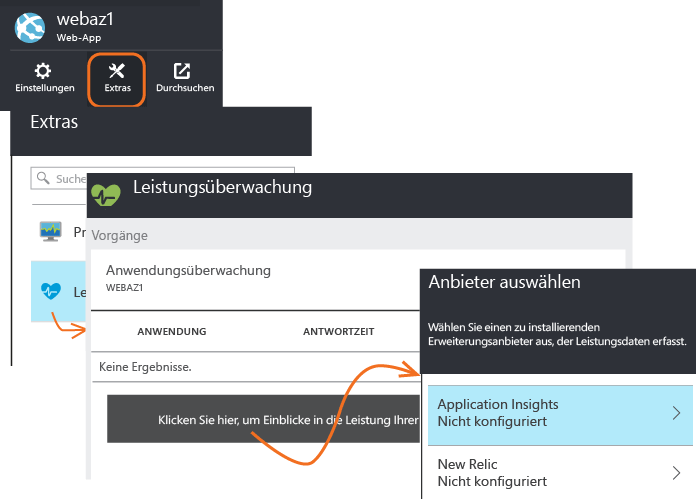 webaz1
Web-App
Einstellungen
Extras
Durchsuchen
Extras
Suche
Leistungsüberwachung
Vorgänge
Anwendungsüberwachung
WEBAZ1
ANWENDUNG
ANTWORTZEIT
Keine Ergebnisse.
Klicken Sie hier, um Einblicke in die Leistung Ihrer
Anbieter auswählen
Wählen Sie einen zu installierenden
Erweiterungsanbieter aus, der Leistungsdaten erfasst.
Application Insights
Nicht konfiguriert
New Relic
Nicht konfiguriert